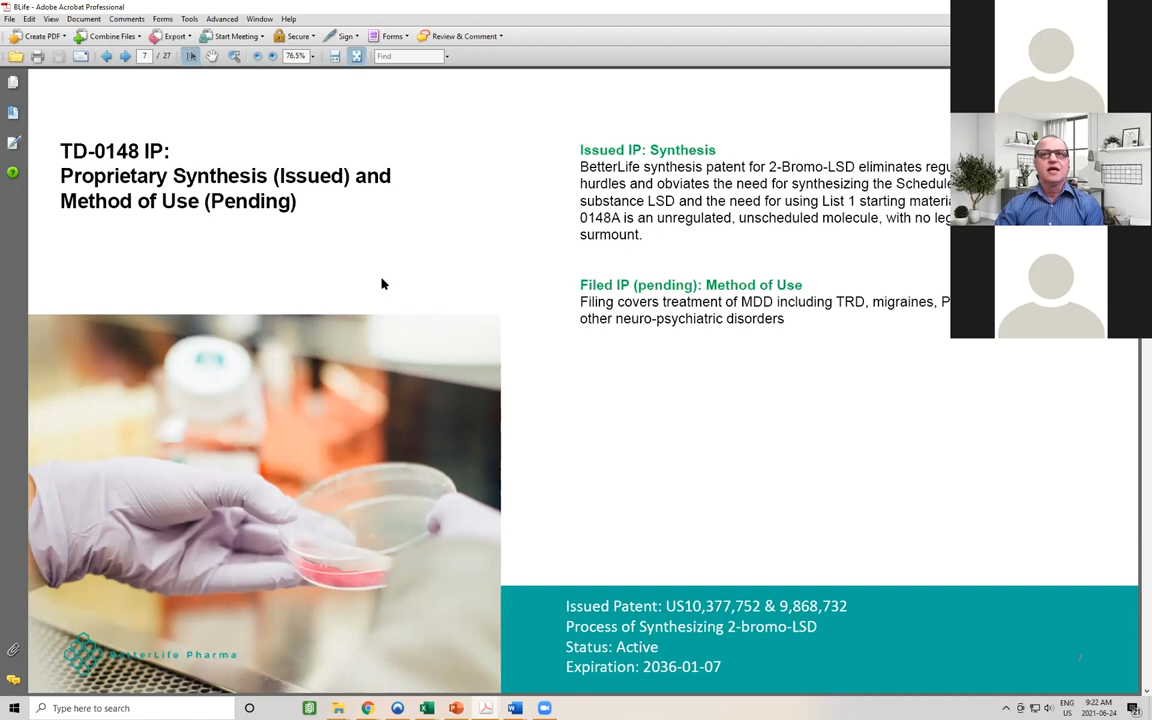 BLife - Adobe Acrobat Professional
File Edit View Document Comments Forms Tools Advanced Window Help
Create PDF Combine Files Export Start Meeting Secure Sign Forms Review & Comment
7 / 27 76.5% Find
TD-0148 IP:
Proprietary Synthesis (Issued) and
Method of Use (Pending)
Issued IP: Synthesis
BetterLife synthesis patent for 2-Bromo-LSD eliminates
hurdles and obviates the need for synthesizing the
substance LSD and the need for using List 1 starting
0148A is an unregulated, unscheduled molecule, with no
surmount.
Filed IP (pending): Method of Use
Filing covers treatment of MDD including TRD, migraines,
other neuro-psychiatric disorders
Issued Patent: US10,377,752 & 9,868,732
Process of Synthesizing 2-bromo-LSD
Status: Active
Expiration: 2036-01-07
7
BetterLife Pharma
Type here to search
ENG
US
9:22 AM
2021-06-24
21